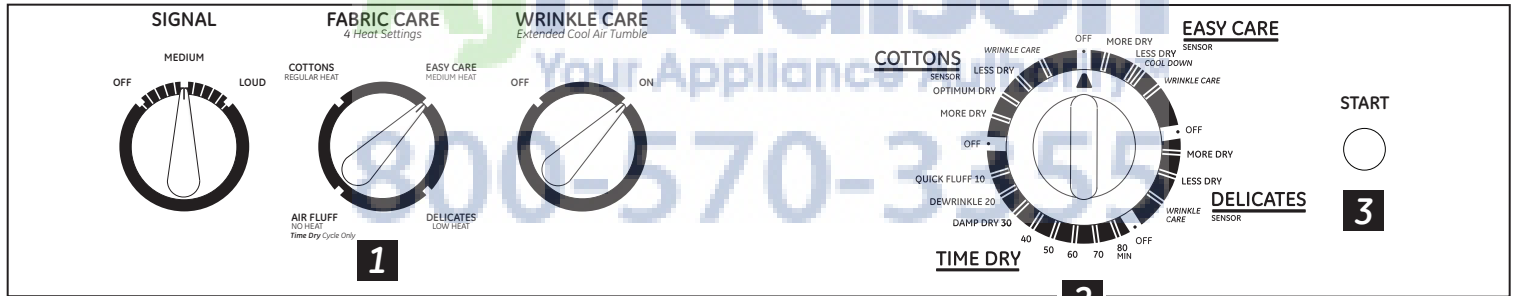 SIGNAL
MEDIUM
OFF
LOUD
FABRIC CARE
4 Heat Settings
COTTONS
REGULAR HEAT
EASY CARE
MEDIUM HEAT
AIR FLUFF
NO HEAT
Time Dry Cycle Only
DELICATES
LOW HEAT
1
WRINKLE CARE
Extended Cool Air Tumble
OFF
ON
COTTONS
SENSOR
WRINKLE CARE
LESS DRY
OPTIMUM DRY
MORE DRY
OFF
QUICK FLUFF 10
DEWRINKLE 20
DAMP DRY 30
40
50
60
70
80
MIN
TIME DRY
OFF
MORE DRY
LESS DRY
COOL DOWN
WRINKLE CARE
EASY CARE
SENSOR
OFF
MORE DRY
LESS DRY
WRINKLE
CARE
OFF
DELICATES
SENSOR
START
3
Your Appliance Authority
800-570-3355